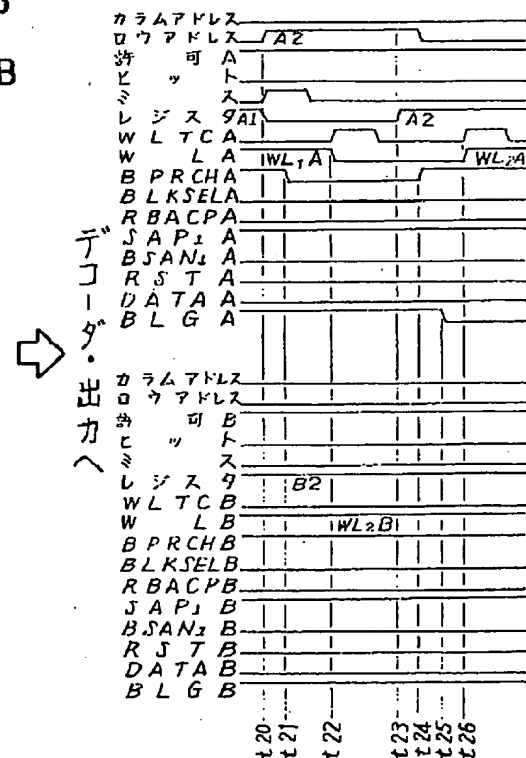 B
カラムアドレス
ロウアドレス A2
許可A
ヒット
ミス
レジスタ A1 A2
WLTCA
WLA WL₁A WL₂A
BPRCHA
BLKSELA
RBACPA
SAP₁A
BSAN₁A
RSTA
DATAA
BLGA
デコーダ・出力へ
カラムアドレス
ロウアドレス
許可B
ヒット
ミス
レジスタ B2
WLTCB
WLB WL₂B
BPRCHB
BLKSELB
RBACPB
SAP₁B
BSAN₁B
RSTB
DATAB
BLGB
t20 t21 t22 t23 t24 t25 t26